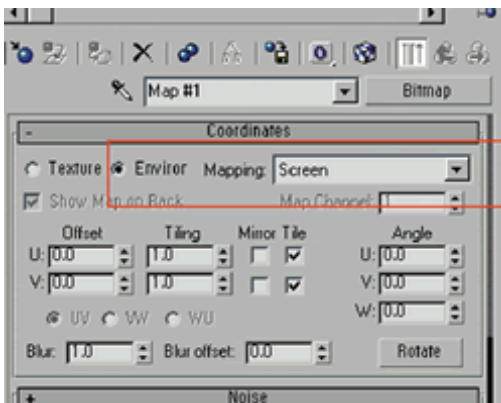 Map #1 Bitmap
- Coordinates
Texture Enviror Mapping: Screen
Show Map on Back Map Channel: 1
Offset Tiling Mirror Tile Angle
U: 0.0 1.0 U: 0.0
V: 0.0 1.0 V: 0.0
UV VW WU W: 0.0
Blur: 1.0 Blur offset: 0.0 Rotate
+ Noise